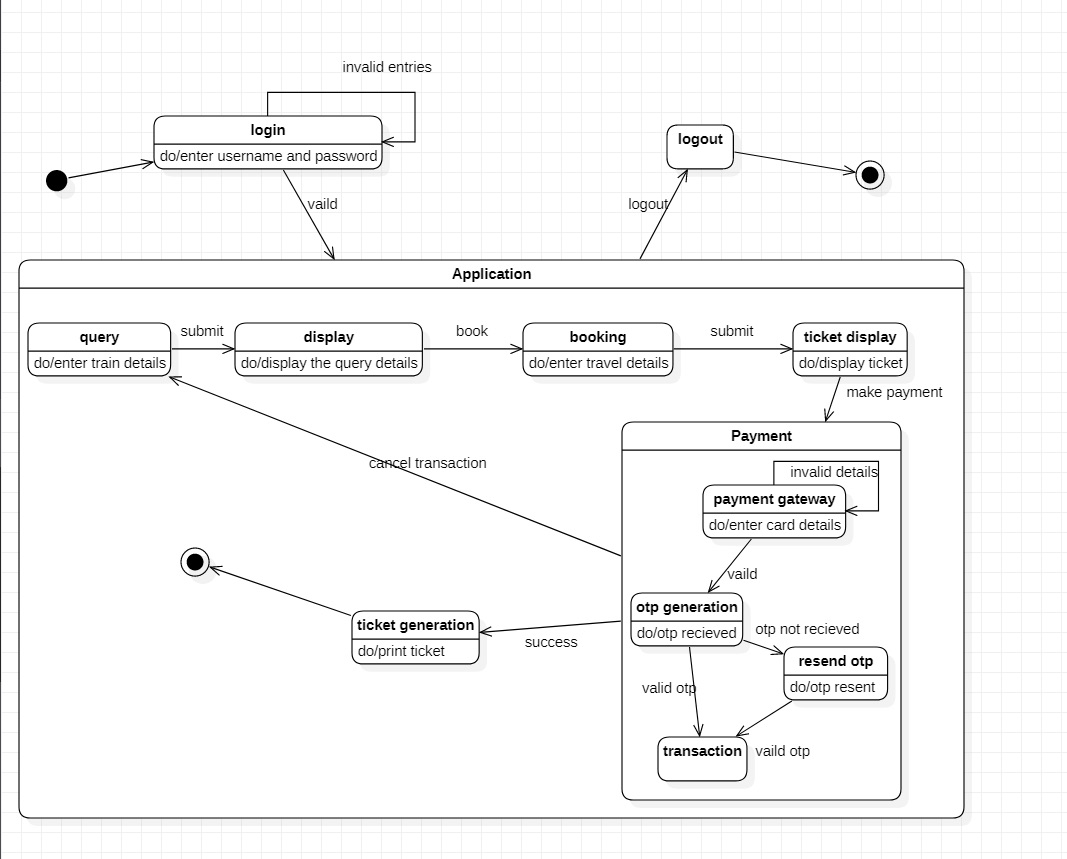 invalid entries
login
do/enter username and password
logout
vaild
logout
Application
query
do/enter train details
submit
display
do/display the query details
book
booking
do/enter travel details
submit
ticket display
do/display ticket
make payment
Payment
cancel transaction
invalid details
payment gateway
do/enter card details
vaild
otp generation
do/otp recieved
otp not recieved
ticket generation
do/print ticket
success
resend otp
do/otp resent
valid otp
transaction
vaild otp